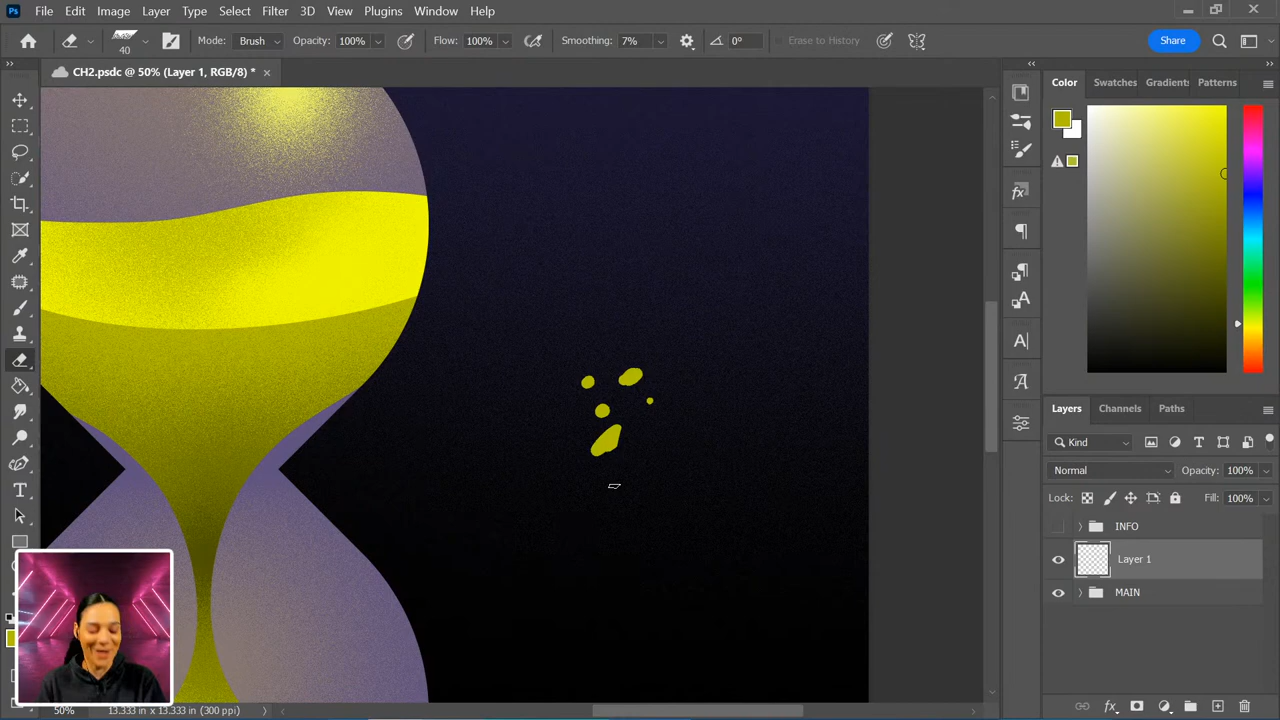 Ps File Edit Image Layer Type Select Filter 3D View Plugins Window Help
40 Mode: Brush Opacity: 100% Flow: 100% Smoothing: 7% 0° Erase to History Share
CH2.psdc @ 50% (Layer 1, RGB/8) * ×
Color Swatches Gradients Patterns
Layers Channels Paths
Kind
Normal Opacity: 100%
Lock: Fill: 100%
INFO
Layer 1
MAIN
50% 13.333 in x 13.333 in (300 ppi)